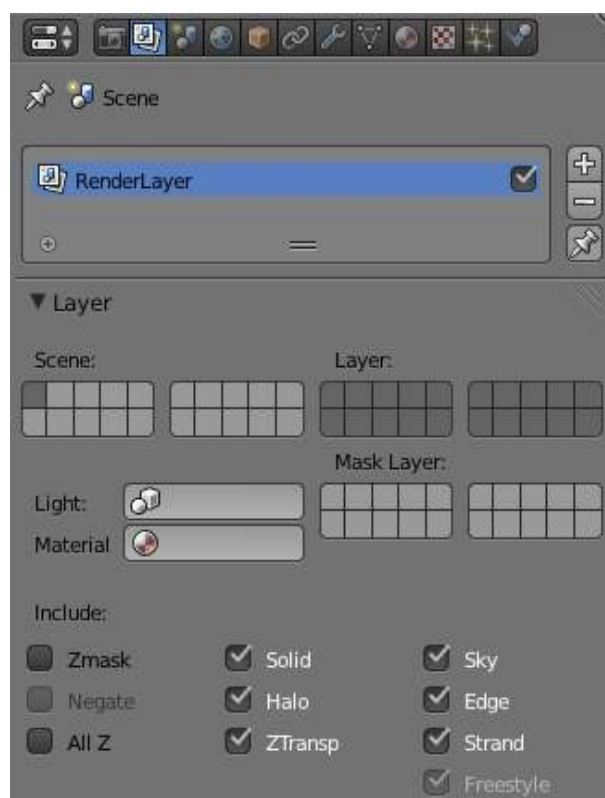 Scene
RenderLayer
Layer
Scene: Layer:
Mask Layer:
Light:
Material
Include:
Zmask Solid Sky
Negate Halo Edge
All Z ZTransp Strand
Freestyle